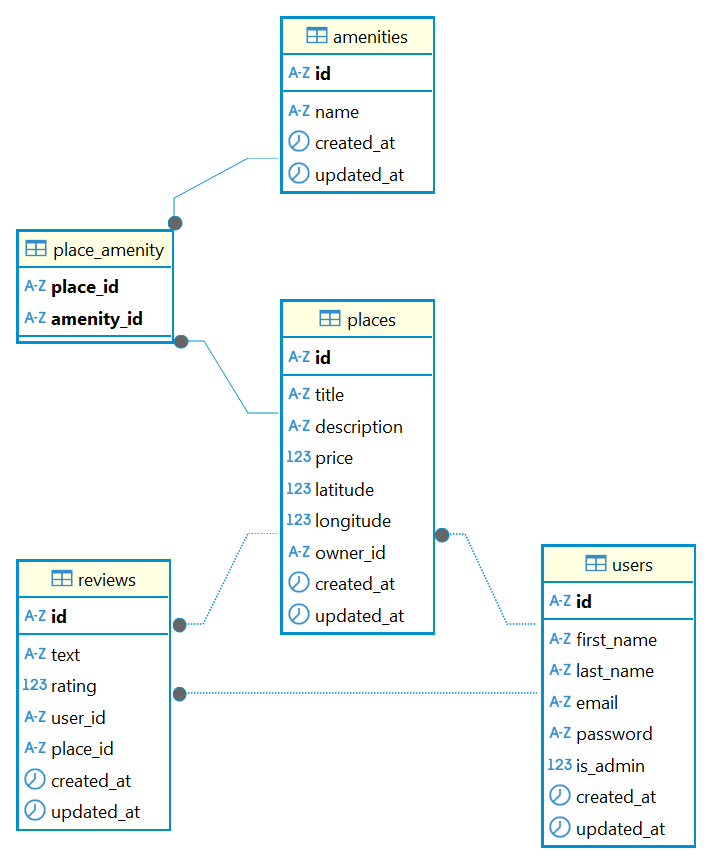 amenities
A-Z id
A-Z name
created_at
updated_at
place_amenity
A-Z place_id
A-Z amenity_id
places
A-Z id
A-Z title
A-Z description
123 price
123 latitude
123 longitude
A-Z owner_id
created_at
updated_at
reviews
A-Z id
A-Z text
123 rating
A-Z user_id
A-Z place_id
created_at
updated_at
users
A-Z id
A-Z first_name
A-Z last_name
A-Z email
A-Z password
123 is_admin
created_at
updated_at